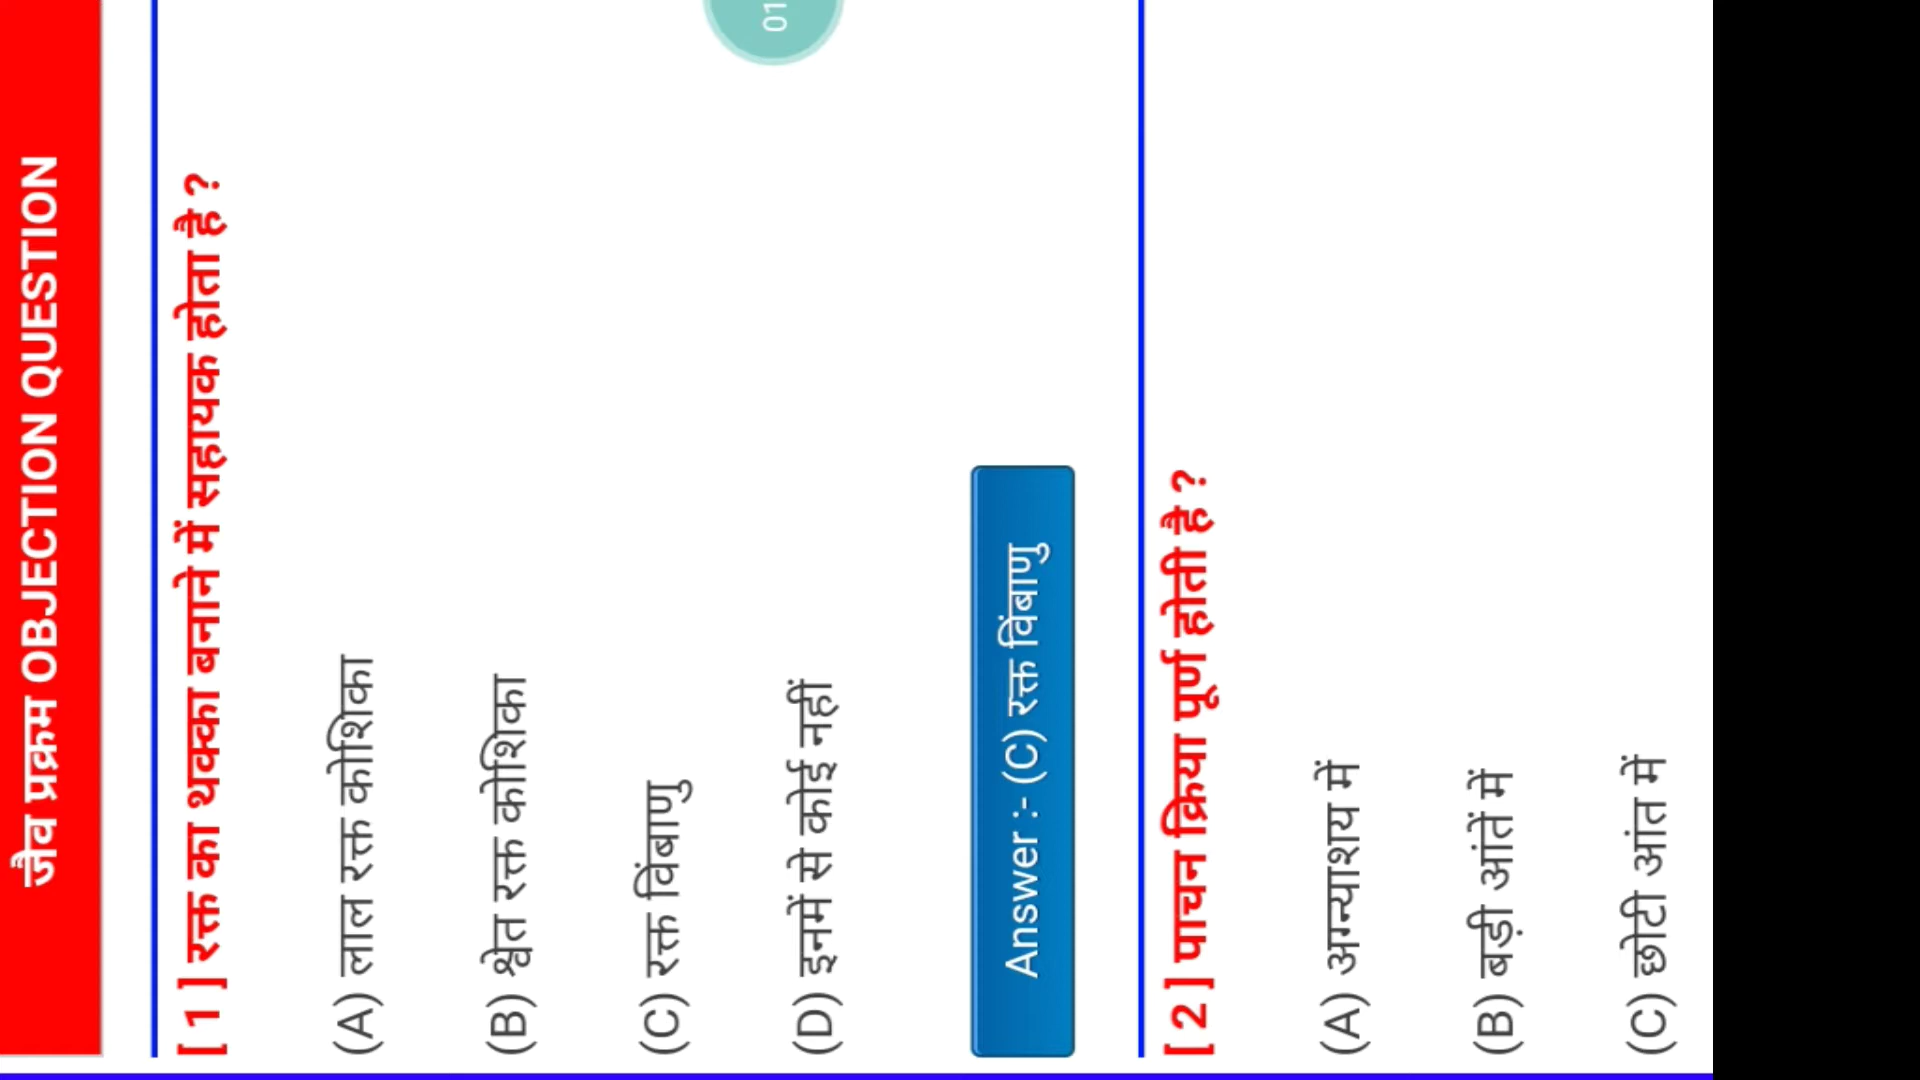 जैव प्रक्रम OBJECTION QUESTION
01
[ 1 ] रक्त का थक्का बनाने में सहायक होता है ?
(A) लाल रक्त कोशिका
(B) श्वेत रक्त कोशिका
(C) रक्त विंबाणु
(D) इनमें से कोई नहीं
Answer :- (C) रक्त विंबाणु
[ 2 ] पाचन क्रिया पूर्ण होती है ?
(A) अग्न्याशय में
(B) बड़ी आंतें में
(C) छोटी आंत में